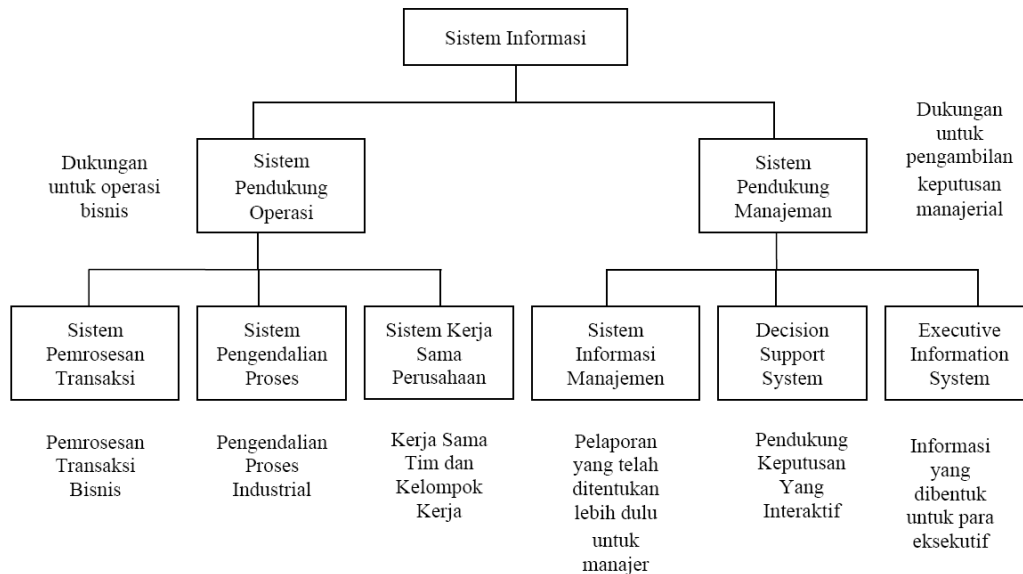 Sistem Informasi
Dukungan
untuk operasi
bisnis
Sistem
Pendukung
Operasi
Sistem
Pendukung
Manajeman
Dukungan
untuk
pengambilan
keputusan
manajerial
Sistem
Pemrosesan
Transaksi
Sistem
Pengendalian
Proses
Sistem Kerja
Sama
Perusahaan
Sistem
Informasi
Manajemen
Decision
Support
System
Executive
Information
System
Pemrosesan
Transaksi
Bisnis
Pengendalian
Proses
Industrial
Kerja Sama
Tim dan
Kelompok
Kerja
Pelaporan
yang telah
ditentukan
lebih dulu
untuk
manajer
Pendukung
Keputusan
Yang
Interaktif
Informasi
yang
dibentuk
untuk para
eksekutif